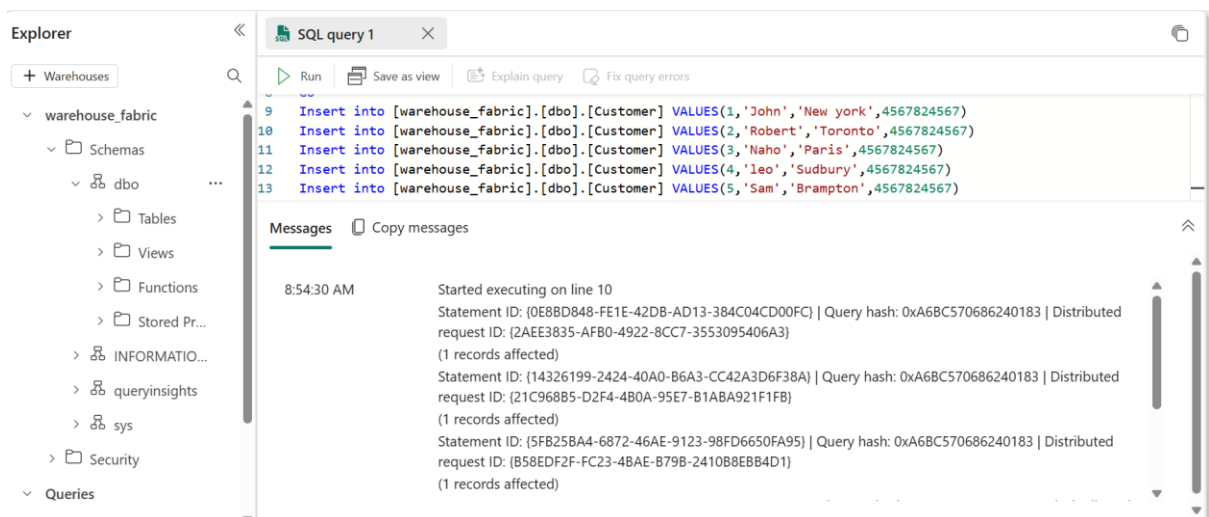 Explorer
+ Warehouses
warehouse_fabric
Schemas
dbo
Tables
Views
Functions
Stored Pr...
INFORMATIO...
queryinsights
sys
Security
Queries
SQL query 1
Run Save as view Explain query Fix query errors
9 Insert into [warehouse_fabric].[dbo].[Customer] VALUES(1,'John','New york',4567824567)
10 Insert into [warehouse_fabric].[dbo].[Customer] VALUES(2,'Robert','Toronto',4567824567)
11 Insert into [warehouse_fabric].[dbo].[Customer] VALUES(3,'Naho','Paris',4567824567)
12 Insert into [warehouse_fabric].[dbo].[Customer] VALUES(4,'leo','Sudbury',4567824567)
13 Insert into [warehouse_fabric].[dbo].[Customer] VALUES(5,'Sam','Brampton',4567824567)
Messages Copy messages
8:54:30 AM Started executing on line 10
Statement ID: {0E8BD848-FE1E-42DB-AD13-384C04CD00FC} | Query hash: 0xA6BC570686240183 | Distributed
request ID: {2AEE3835-AFB0-4922-8CC7-3553095406A3}
(1 records affected)
Statement ID: {14326199-2424-40A0-B6A3-CC42A3D6F38A} | Query hash: 0xA6BC570686240183 | Distributed
request ID: {21C968B5-D2F4-4B0A-95E7-B1ABA921F1FB}
(1 records affected)
Statement ID: {5FB25BA4-6872-46AE-9123-98FD6650FA95} | Query hash: 0xA6BC570686240183 | Distributed
request ID: {B58EDF2F-FC23-4BAE-B79B-2410B8EBB4D1}
(1 records affected)